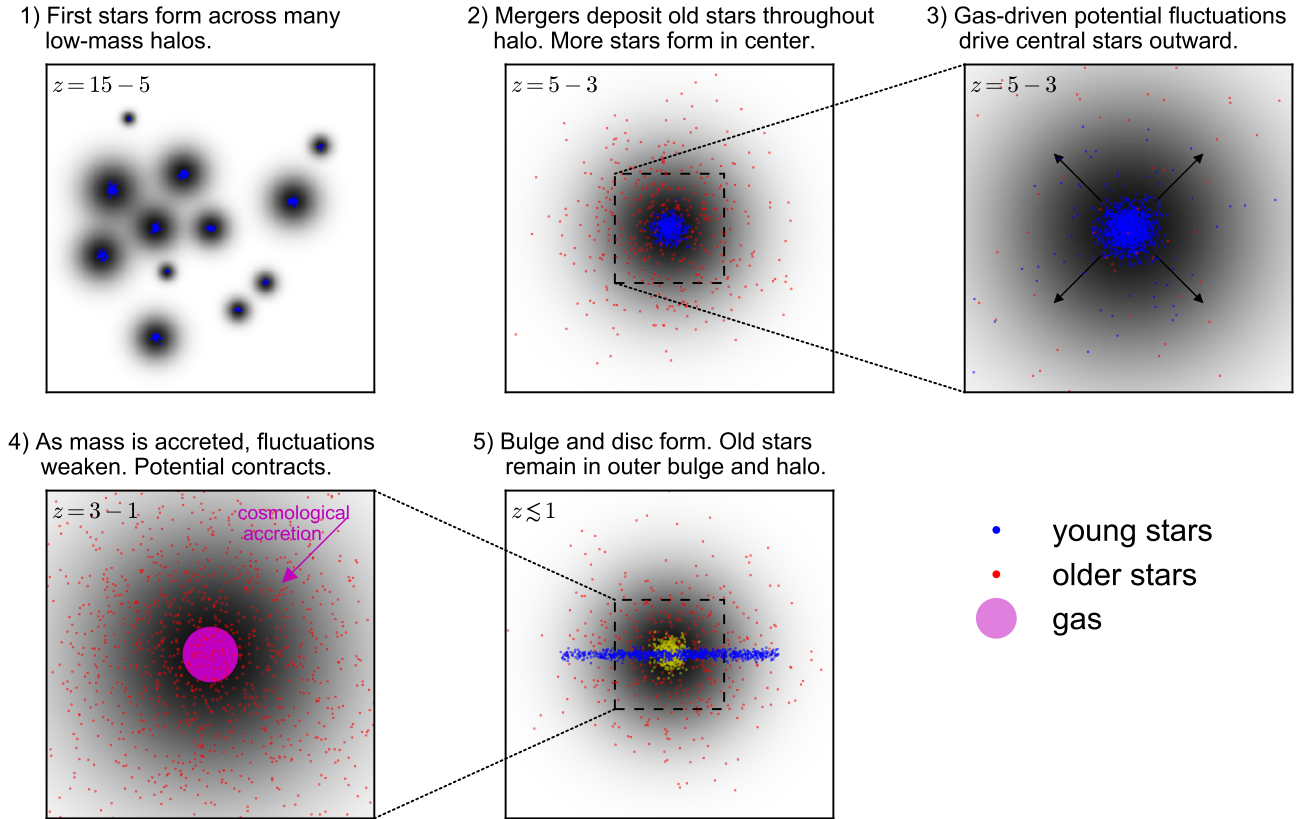 1) First stars form across many
low-mass halos.
z = 15 − 5
2) Mergers deposit old stars throughout
halo. More stars form in center.
z = 5 − 3
3) Gas-driven potential fluctuations
drive central stars outward.
z = 5 − 3
4) As mass is accreted, fluctuations
weaken. Potential contracts.
z = 3 − 1
cosmological
accretion
5) Bulge and disc form. Old stars
remain in outer bulge and halo.
z ≲ 1
young stars
older stars
gas